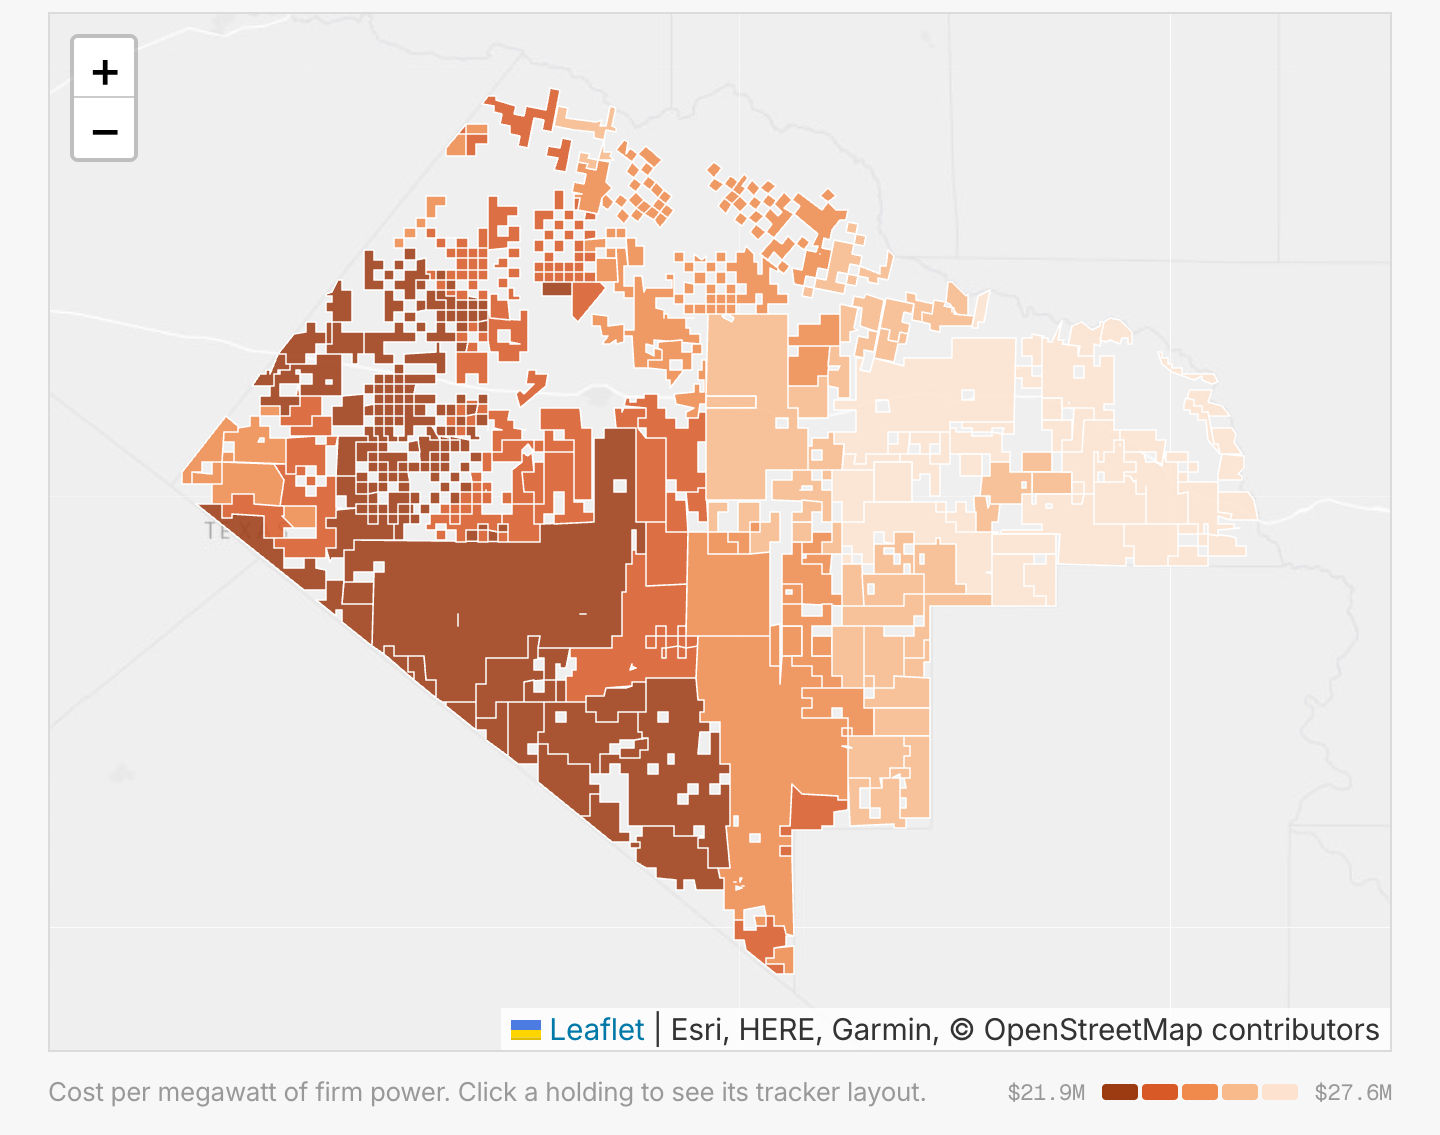 +
−
TEXAS
Leaflet | Esri, HERE, Garmin, © OpenStreetMap contributors
Cost per megawatt of firm power. Click a holding to see its tracker layout. $21.9M $27.6M